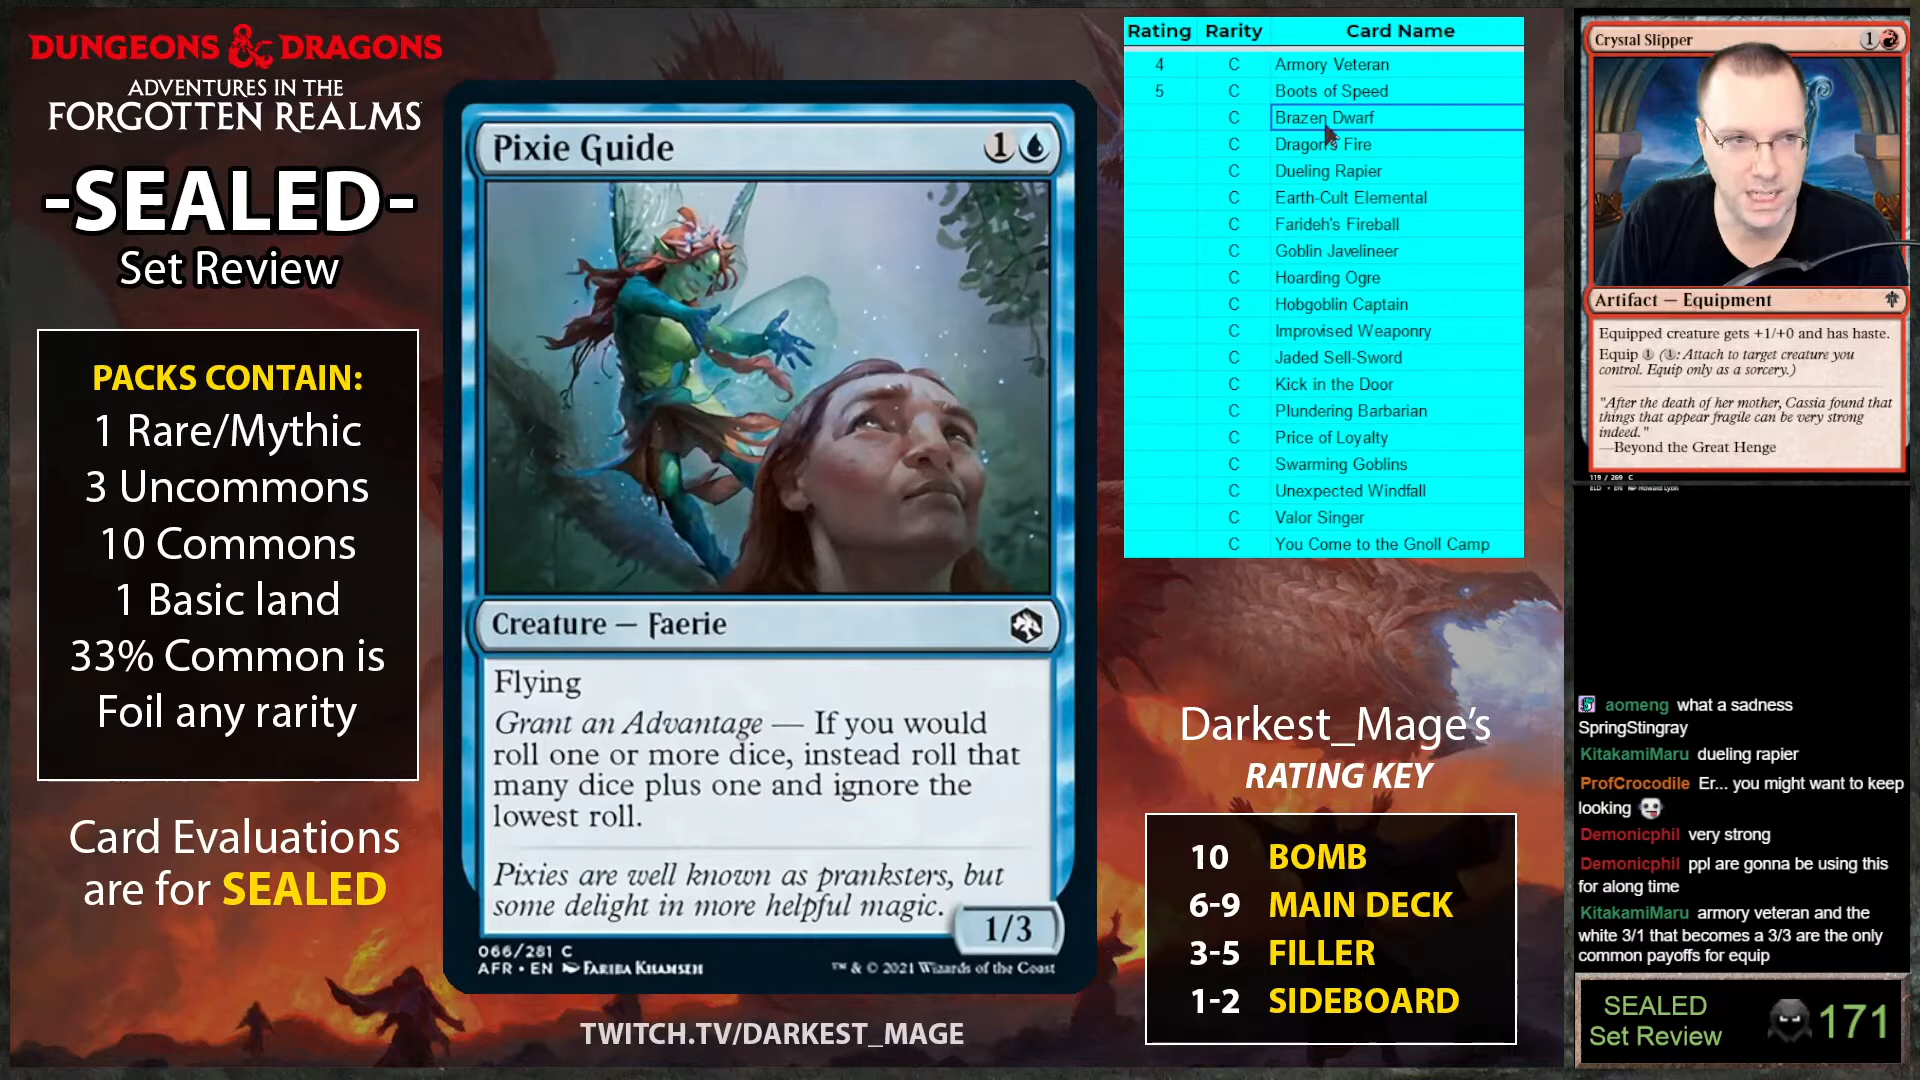 DUNGEONS & DRAGONS
ADVENTURES IN THE
FORGOTTEN REALMS
-SEALED-
Set Review
PACKS CONTAIN:
1 Rare/Mythic
3 Uncommons
10 Commons
1 Basic land
33% Common is
Foil any rarity
Card Evaluations
are for SEALED
Pixie Guide 1
Creature — Faerie
Flying
Grant an Advantage — If you would
roll one or more dice, instead roll that
many dice plus one and ignore the
lowest roll.
Pixies are well known as pranksters, but
some delight in more helpful magic.
1/3
066/281 C
AFR • EN Fariba Khamseh
™ & © 2021 Wizards of the Coast
TWITCH.TV/DARKEST_MAGE
Rating Rarity Card Name
4 C Armory Veteran
5 C Boots of Speed
C Brazen Dwarf
C Dragon's Fire
C Dueling Rapier
C Earth-Cult Elemental
C Farideh's Fireball
C Goblin Javelineer
C Hoarding Ogre
C Hobgoblin Captain
C Improvised Weaponry
C Jaded Sell-Sword
C Kick in the Door
C Plundering Barbarian
C Price of Loyalty
C Swarming Goblins
C Unexpected Windfall
C Valor Singer
C You Come to the Gnoll Camp
Darkest_Mage's
RATING KEY
10 BOMB
6-9 MAIN DECK
3-5 FILLER
1-2 SIDEBOARD
Crystal Slipper 1
Artifact — Equipment
Equipped creature gets +1/+0 and has haste.
Equip 1 (1: Attach to target creature you
control. Equip only as a sorcery.)
"After the death of her mother, Cassia found that
things that appear fragile can be very strong
indeed."
—Beyond the Great Henge
119 / 269 C
ELD • EN Howard Lyon
aomeng what a sadness
SpringStingray
KitakamiMaru dueling rapier
ProfCrocodile Er... you might want to keep
looking
Demonicphil very strong
Demonicphil ppl are gonna be using this
for along time
KitakamiMaru armory veteran and the
white 3/1 that becomes a 3/3 are the only
common payoffs for equip
SEALED
Set Review
171